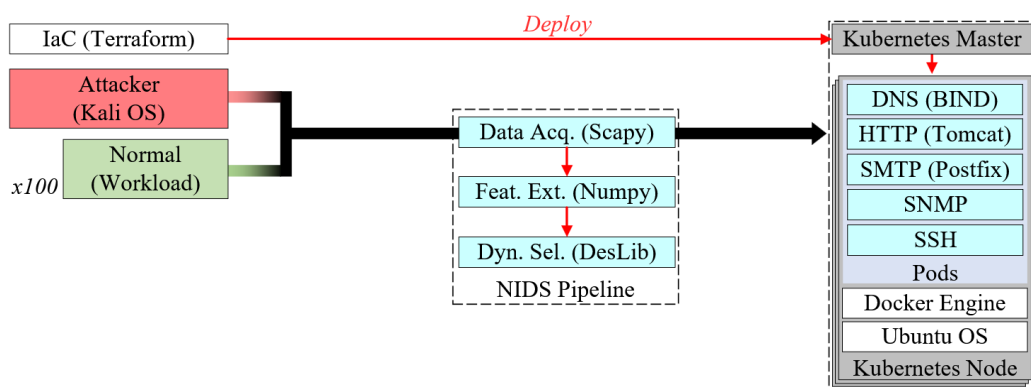 Deploy
IaC (Terraform)
Kubernetes Master
Attacker
(Kali OS)
x100
Normal
(Workload)
Data Acq. (Scapy)
Feat. Ext. (Numpy)
Dyn. Sel. (DesLib)
NIDS Pipeline
DNS (BIND)
HTTP (Tomcat)
SMTP (Postfix)
SNMP
SSH
Pods
Docker Engine
Ubuntu OS
Kubernetes Node